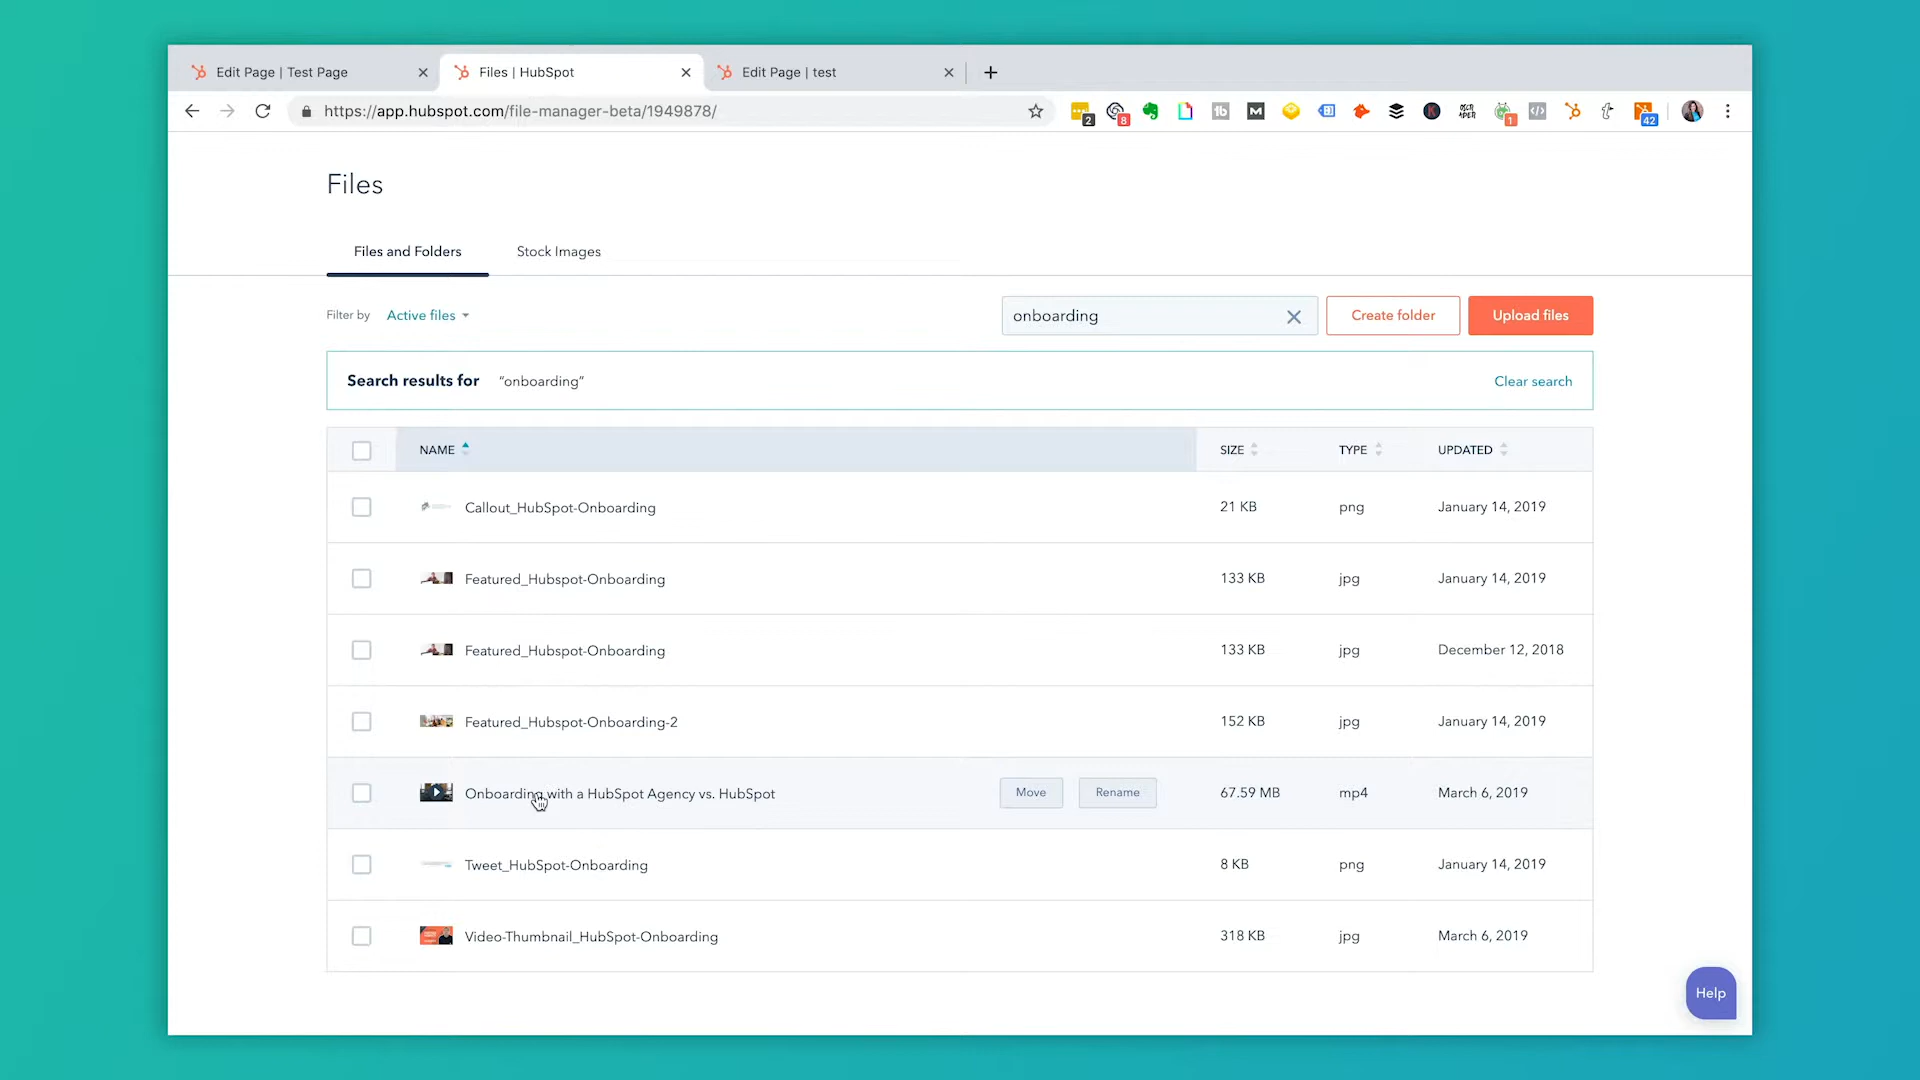 Edit Page | Test Page
Files | HubSpot
Edit Page | test
https://app.hubspot.com/file-manager-beta/1949878/
2
8
1
42
Files
Files and Folders
Stock Images
Filter by
Active files
onboarding
Create folder
Upload files
Search results for
“onboarding”
Clear search
NAME
SIZE
TYPE
UPDATED
Callout_HubSpot-Onboarding
21 KB
png
January 14, 2019
Featured_Hubspot-Onboarding
133 KB
jpg
January 14, 2019
Featured_Hubspot-Onboarding
133 KB
jpg
December 12, 2018
Featured_Hubspot-Onboarding-2
152 KB
jpg
January 14, 2019
Onboarding with a HubSpot Agency vs. HubSpot
Move
Rename
67.59 MB
mp4
March 6, 2019
Tweet_HubSpot-Onboarding
8 KB
png
January 14, 2019
Video-Thumbnail_HubSpot-Onboarding
318 KB
jpg
March 6, 2019
Help